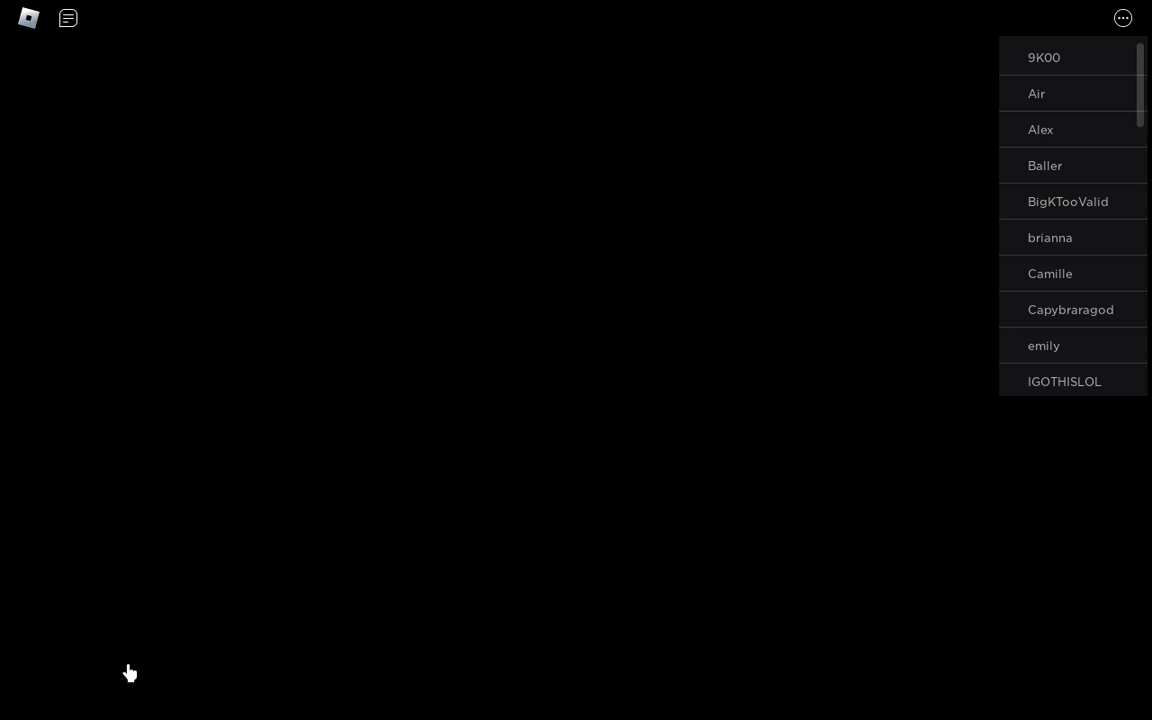 9K00
Air
Alex
Baller
BigKTooValid
brianna
Camille
Capybraragod
emily
IGOTHISLOL